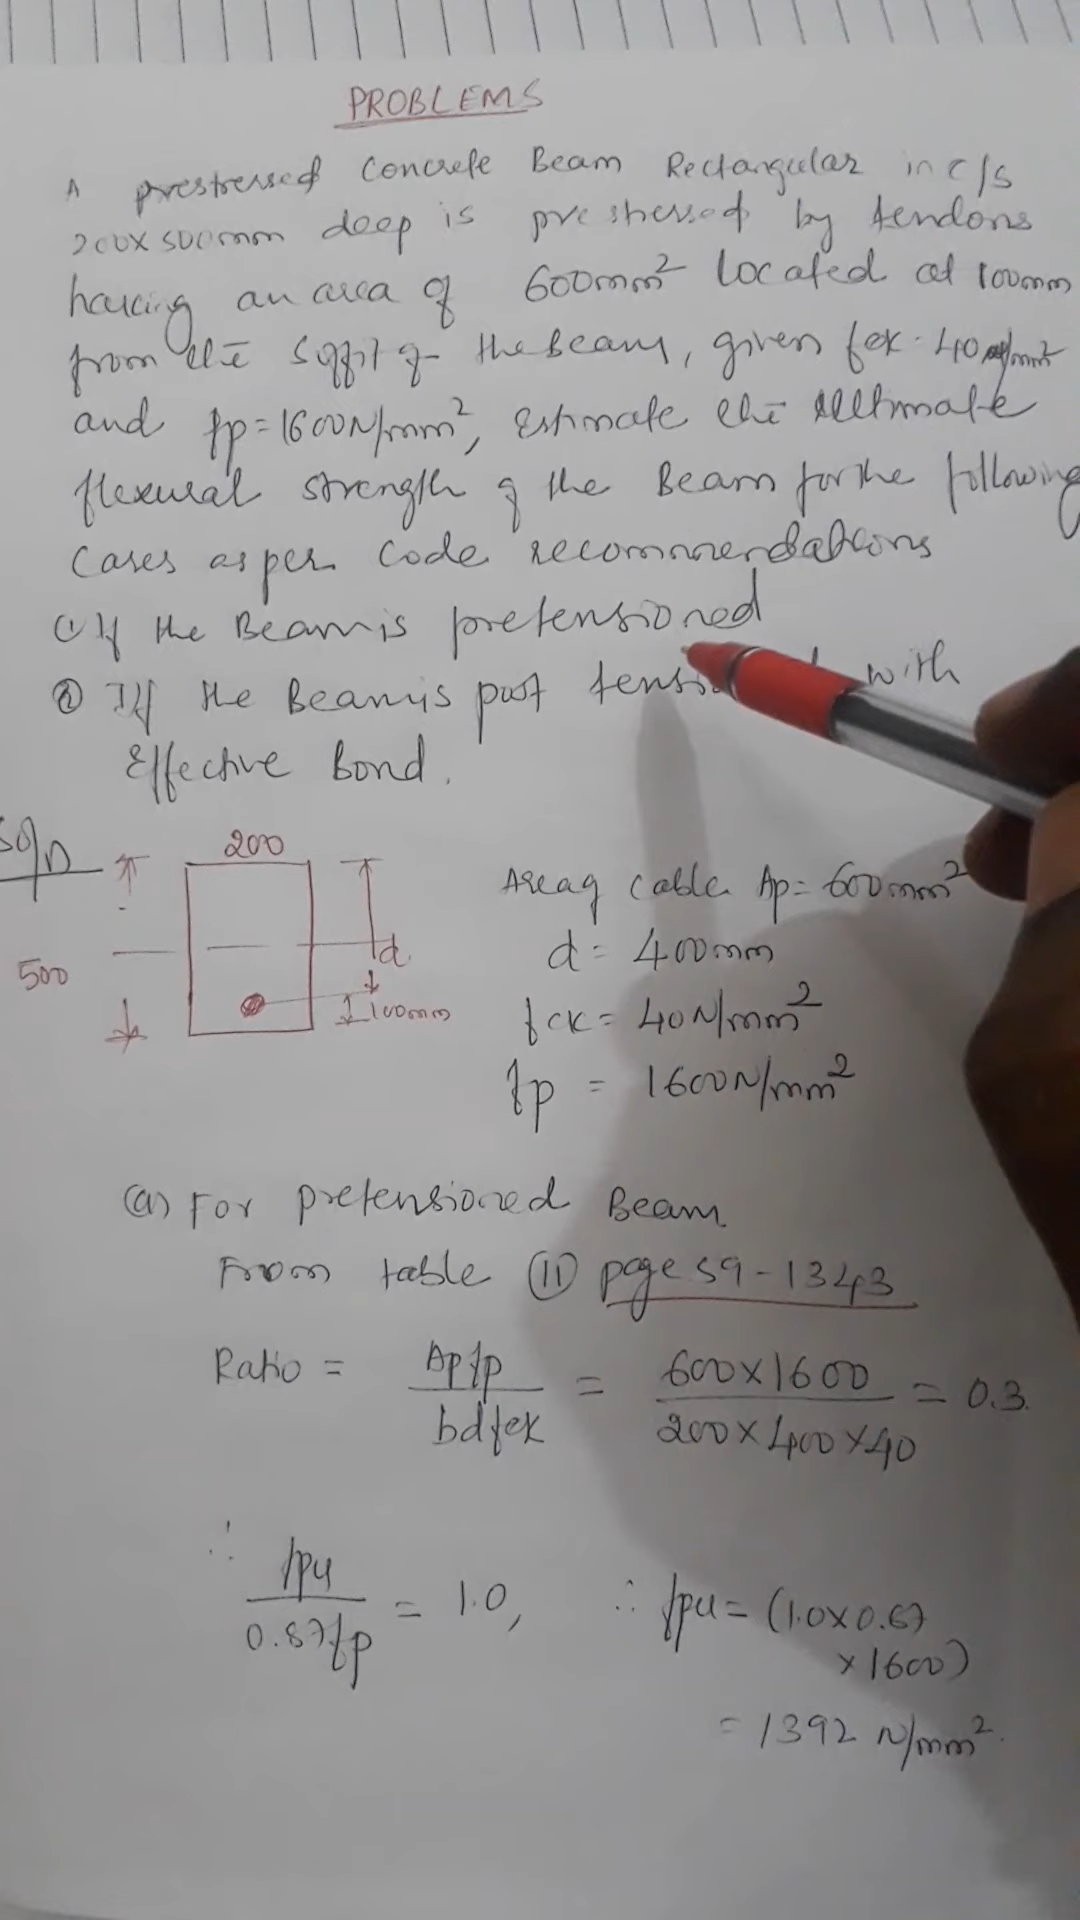 PROBLEMS
A prestressed Concrete Beam Rectangular in c/s
200x500mm deep is prestressed by tendons
having an area of 600mm² Located at 100mm
from the soffit of the Beam, given fck = 40 N/mm²
and fp=1600N/mm², Estimate the Ultimate
flexural strength of the Beam for the following
Cases as per Code recommendations
(1) If the Beam is pretensioned
(2) If the Beam is post with
Effective Bond.
Soln
200
500
d
100mm
Area of cable Ap = 600mm²
d = 400mm
fck = 40N/mm²
fp = 1600N/mm²
(a) For pretensioned Beam
From table (11) page 59-1343
Ratio = Apfp/bdfck = 600x1600/200x400x40 = 0.3.
∴ fpu/0.87fp = 1.0, ∴ fpu = (1.0x0.87
x1600)
= 1392 N/mm².